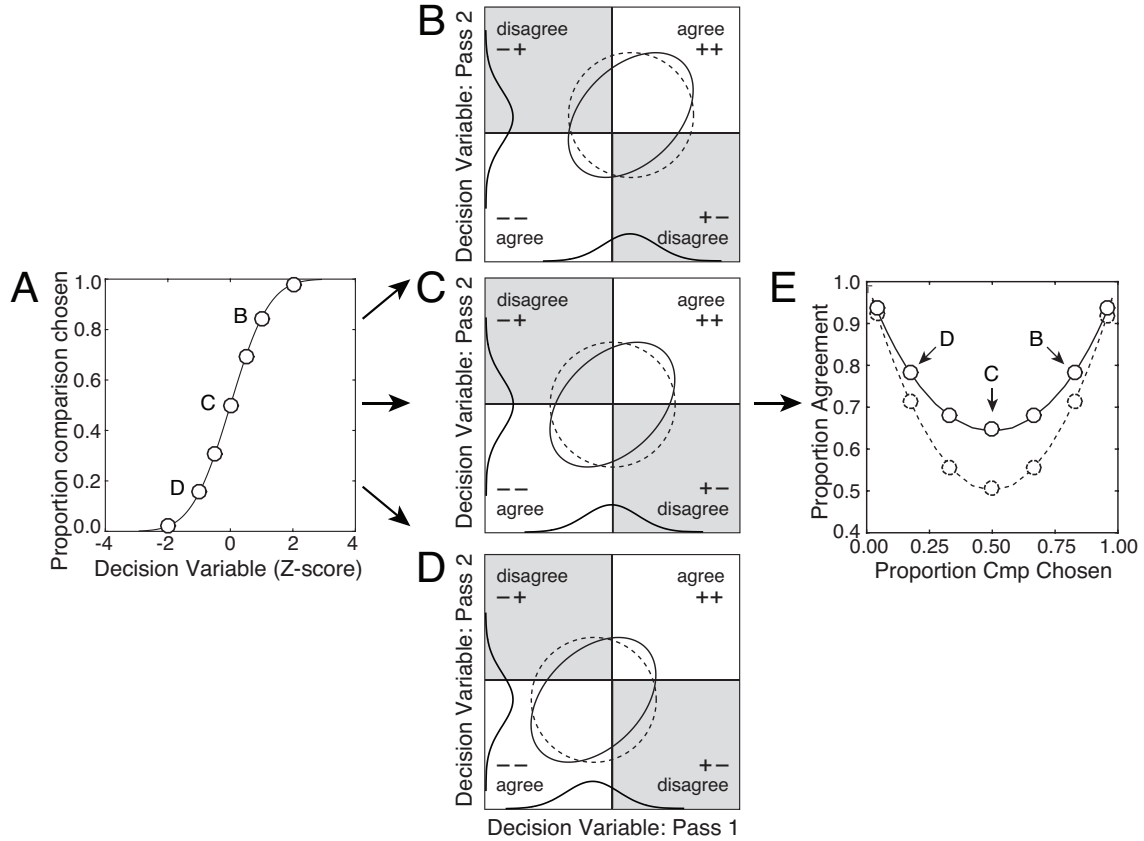 A
Proportion comparison chosen
1.0
0.8
0.6
0.4
0.2
0.0
B
C
D
-4 -2 0 2 4
Decision Variable (Z-score)
B
Decision Variable: Pass 2
disagree
−+
agree
++
−−
agree
+−
disagree
C
Decision Variable: Pass 2
disagree
−+
agree
++
−−
agree
+−
disagree
D
Decision Variable: Pass 2
disagree
−+
agree
++
−−
agree
+−
disagree
Decision Variable: Pass 1
E
Proportion Agreement
1.0
0.9
0.8
0.7
0.6
0.5
0.4
D
C
B
0.00 0.25 0.50 0.75 1.00
Proportion Cmp Chosen